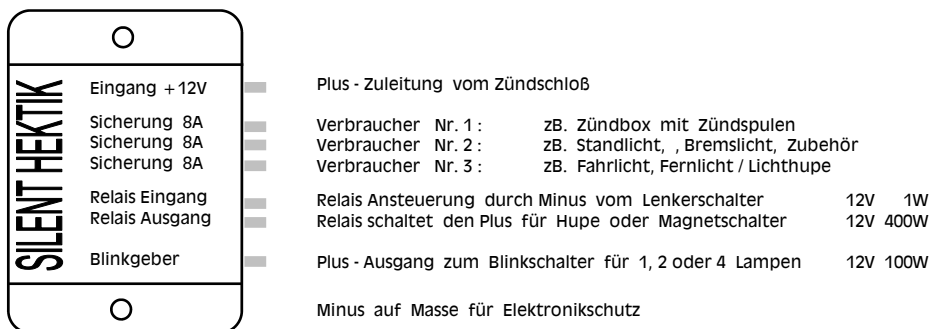 SILENT HEKTIK
Eingang +12V Plus - Zuleitung vom Zündschloß
Sicherung 8A Verbraucher Nr. 1 : zB. Zündbox mit Zündspulen
Sicherung 8A Verbraucher Nr. 2 : zB. Standlicht, , Bremslicht, Zubehör
Sicherung 8A Verbraucher Nr. 3 : zB. Fahrlicht, Fernlicht / Lichthupe
Relais Eingang Relais Ansteuerung durch Minus vom Lenkerschalter 12V 1W
Relais Ausgang Relais schaltet den Plus für Hupe oder Magnetschalter 12V 400W
Blinkgeber Plus - Ausgang zum Blinkschalter für 1, 2 oder 4 Lampen 12V 100W
Minus auf Masse für Elektronikschutz